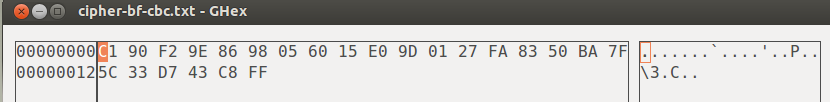 cipher-bf-cbc.txt - GHex
00000000 C1 90 F2 9E 86 98 05 60 15 E0 9D 01 27 FA 83 50 BA 7F .......`....'..P..
00000012 5C 33 D7 43 C8 FF \3.C..